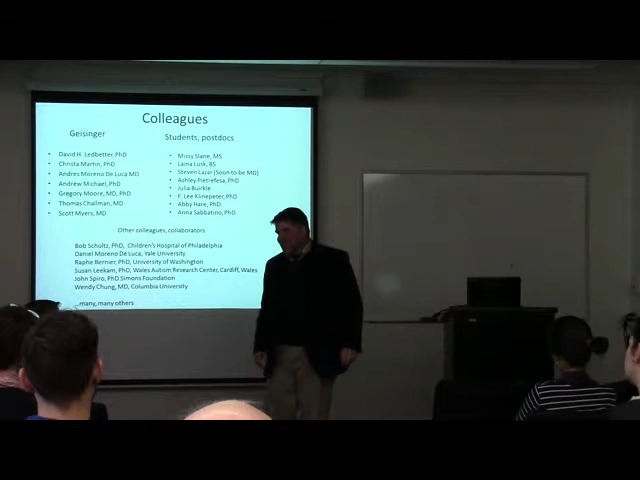 Colleagues
Geisinger
Students, postdocs
• David H. Ledbetter, PhD
• Christa Martin, PhD
• Andres Moreno De Luca MD
• Andrew Michael, PhD
• Gregory Moore, MD, PhD
• Thomas Challman, MD
• Scott Myers, MD
• Missy Slane, MS
• Laina Lusk, BS
• Steven Lazar (Soon to be MD)
• Ashley Pietrefesa, PhD
• Julia Buirkle
• F. Lee Klinepeter, PhD
• Abby Hare, PhD
• Anna Sabbatino, PhD
Other colleagues, collaborators
Bob Schultz, PhD, Children's Hospital of Philadelphia
Daniel Moreno De Luca, Yale University
Raphe Bernier, PhD, University of Washington
Susan Leekam, PhD, Wales Autism Research Center, Cardiff, Wales
John Spiro, PhD Simons Foundation
Wendy Chung, MD, Columbia University
...many, many others